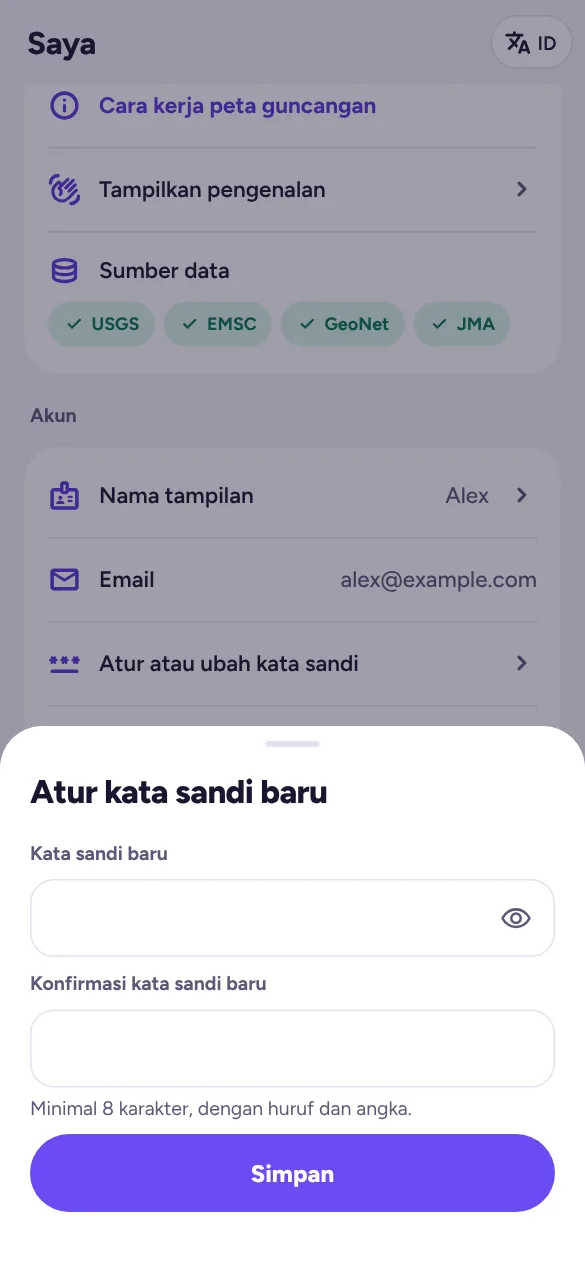 Saya
ID
Cara kerja peta guncangan
Tampilkan pengenalan
Sumber data
USGS
EMSC
GeoNet
JMA
Akun
Nama tampilan
Alex
Email
alex@example.com
Atur atau ubah kata sandi
Atur kata sandi baru
Kata sandi baru
Konfirmasi kata sandi baru
Minimal 8 karakter, dengan huruf dan angka.
Simpan